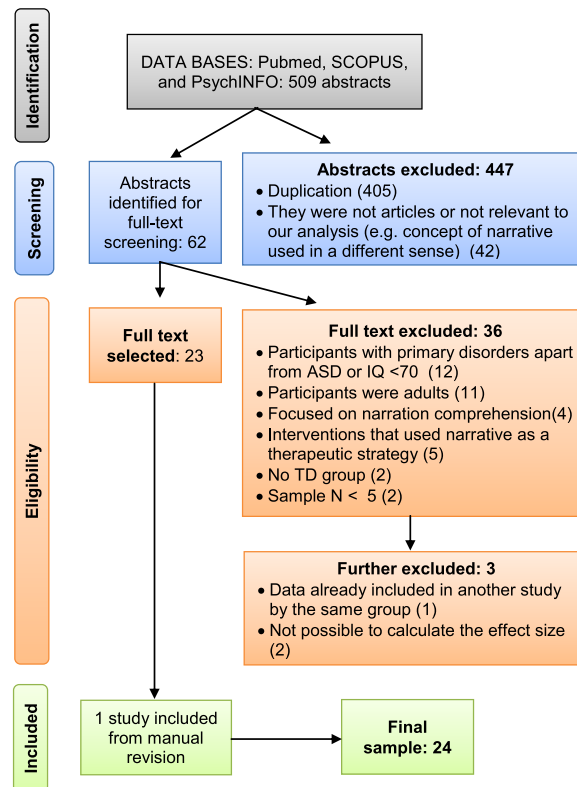 Identification
DATA BASES: Pubmed, SCOPUS,
and PsychINFO: 509 abstracts
Screening
Abstracts
identified for
full-text
screening: 62
Abstracts excluded: 447
• Duplication (405)
• They were not articles or not relevant to
our analysis (e.g. concept of narrative
used in a different sense) (42)
Eligibility
Full text
selected: 23
Full text excluded: 36
• Participants with primary disorders apart
from ASD or IQ <70 (12)
• Participants were adults (11)
• Focused on narration comprehension(4)
• Interventions that used narrative as a
therapeutic strategy (5)
• No TD group (2)
• Sample N < 5 (2)
Further excluded: 3
• Data already included in another study
by the same group (1)
• Not possible to calculate the effect size
(2)
Included
1 study included
from manual
revision
Final
sample: 24